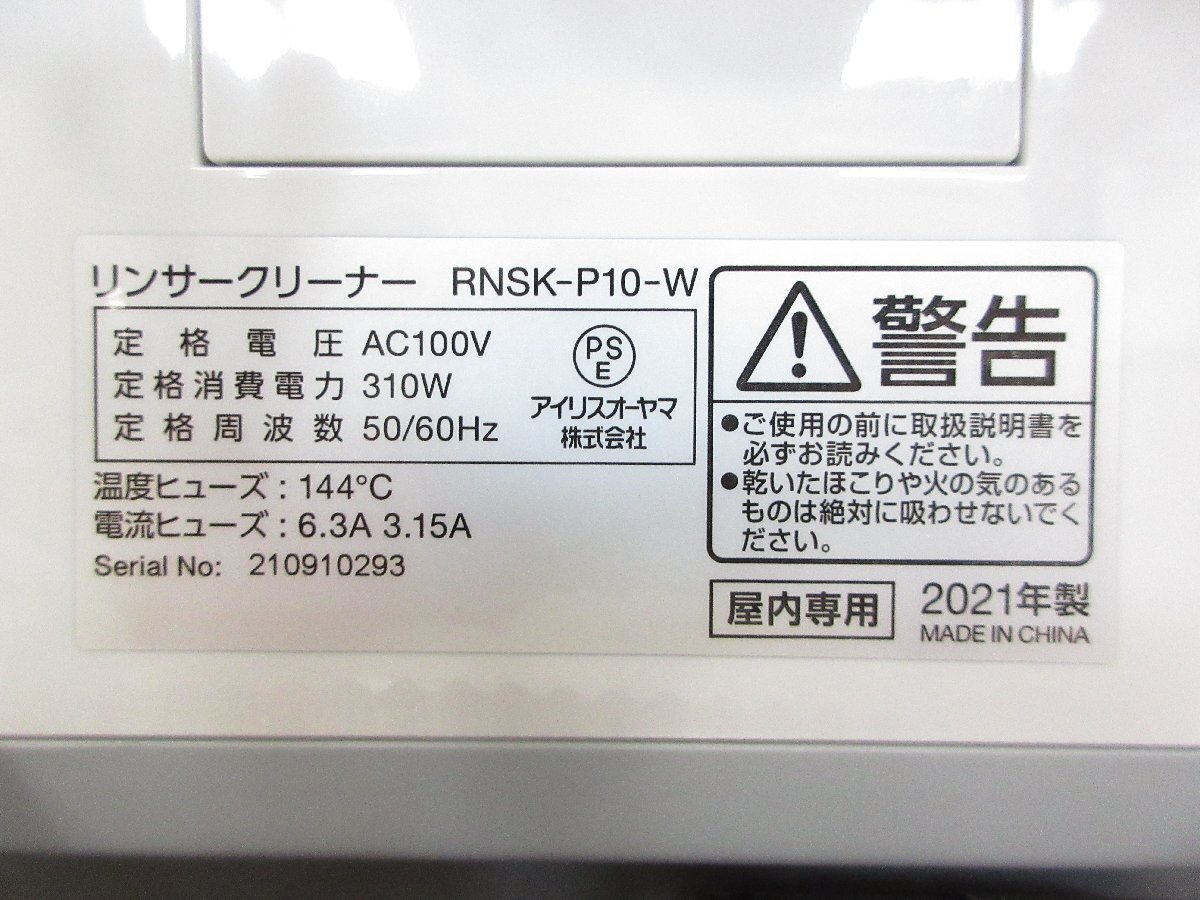 リンサークリーナー RNSK-P10-W
定格電圧 AC100V
定格消費電力 310W
定格周波数 50/60Hz
PS
E
アイリスオーヤマ
株式会社
温度ヒューズ : 144°C
電流ヒューズ : 6.3A 3.15A
Serial No: 210910293
警告
●ご使用の前に取扱説明書を
必ずお読みください。
●乾いたほこりや火の気のある
ものは絶対に吸わせないでく
ださい。
屋内専用
2021年製
MADE IN CHINA